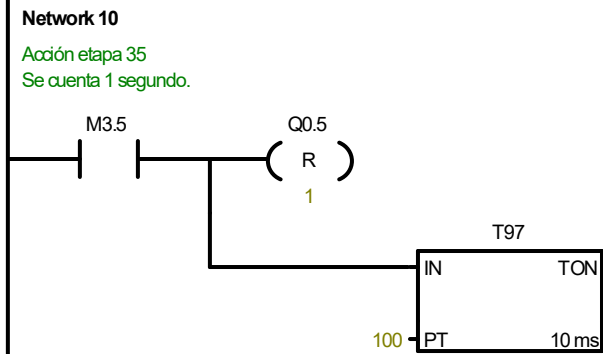 Network 10
Acción etapa 35
Se cuenta 1 segundo.
M3.5
Q0.5
R
1
T97
IN TON
100 PT 10 ms